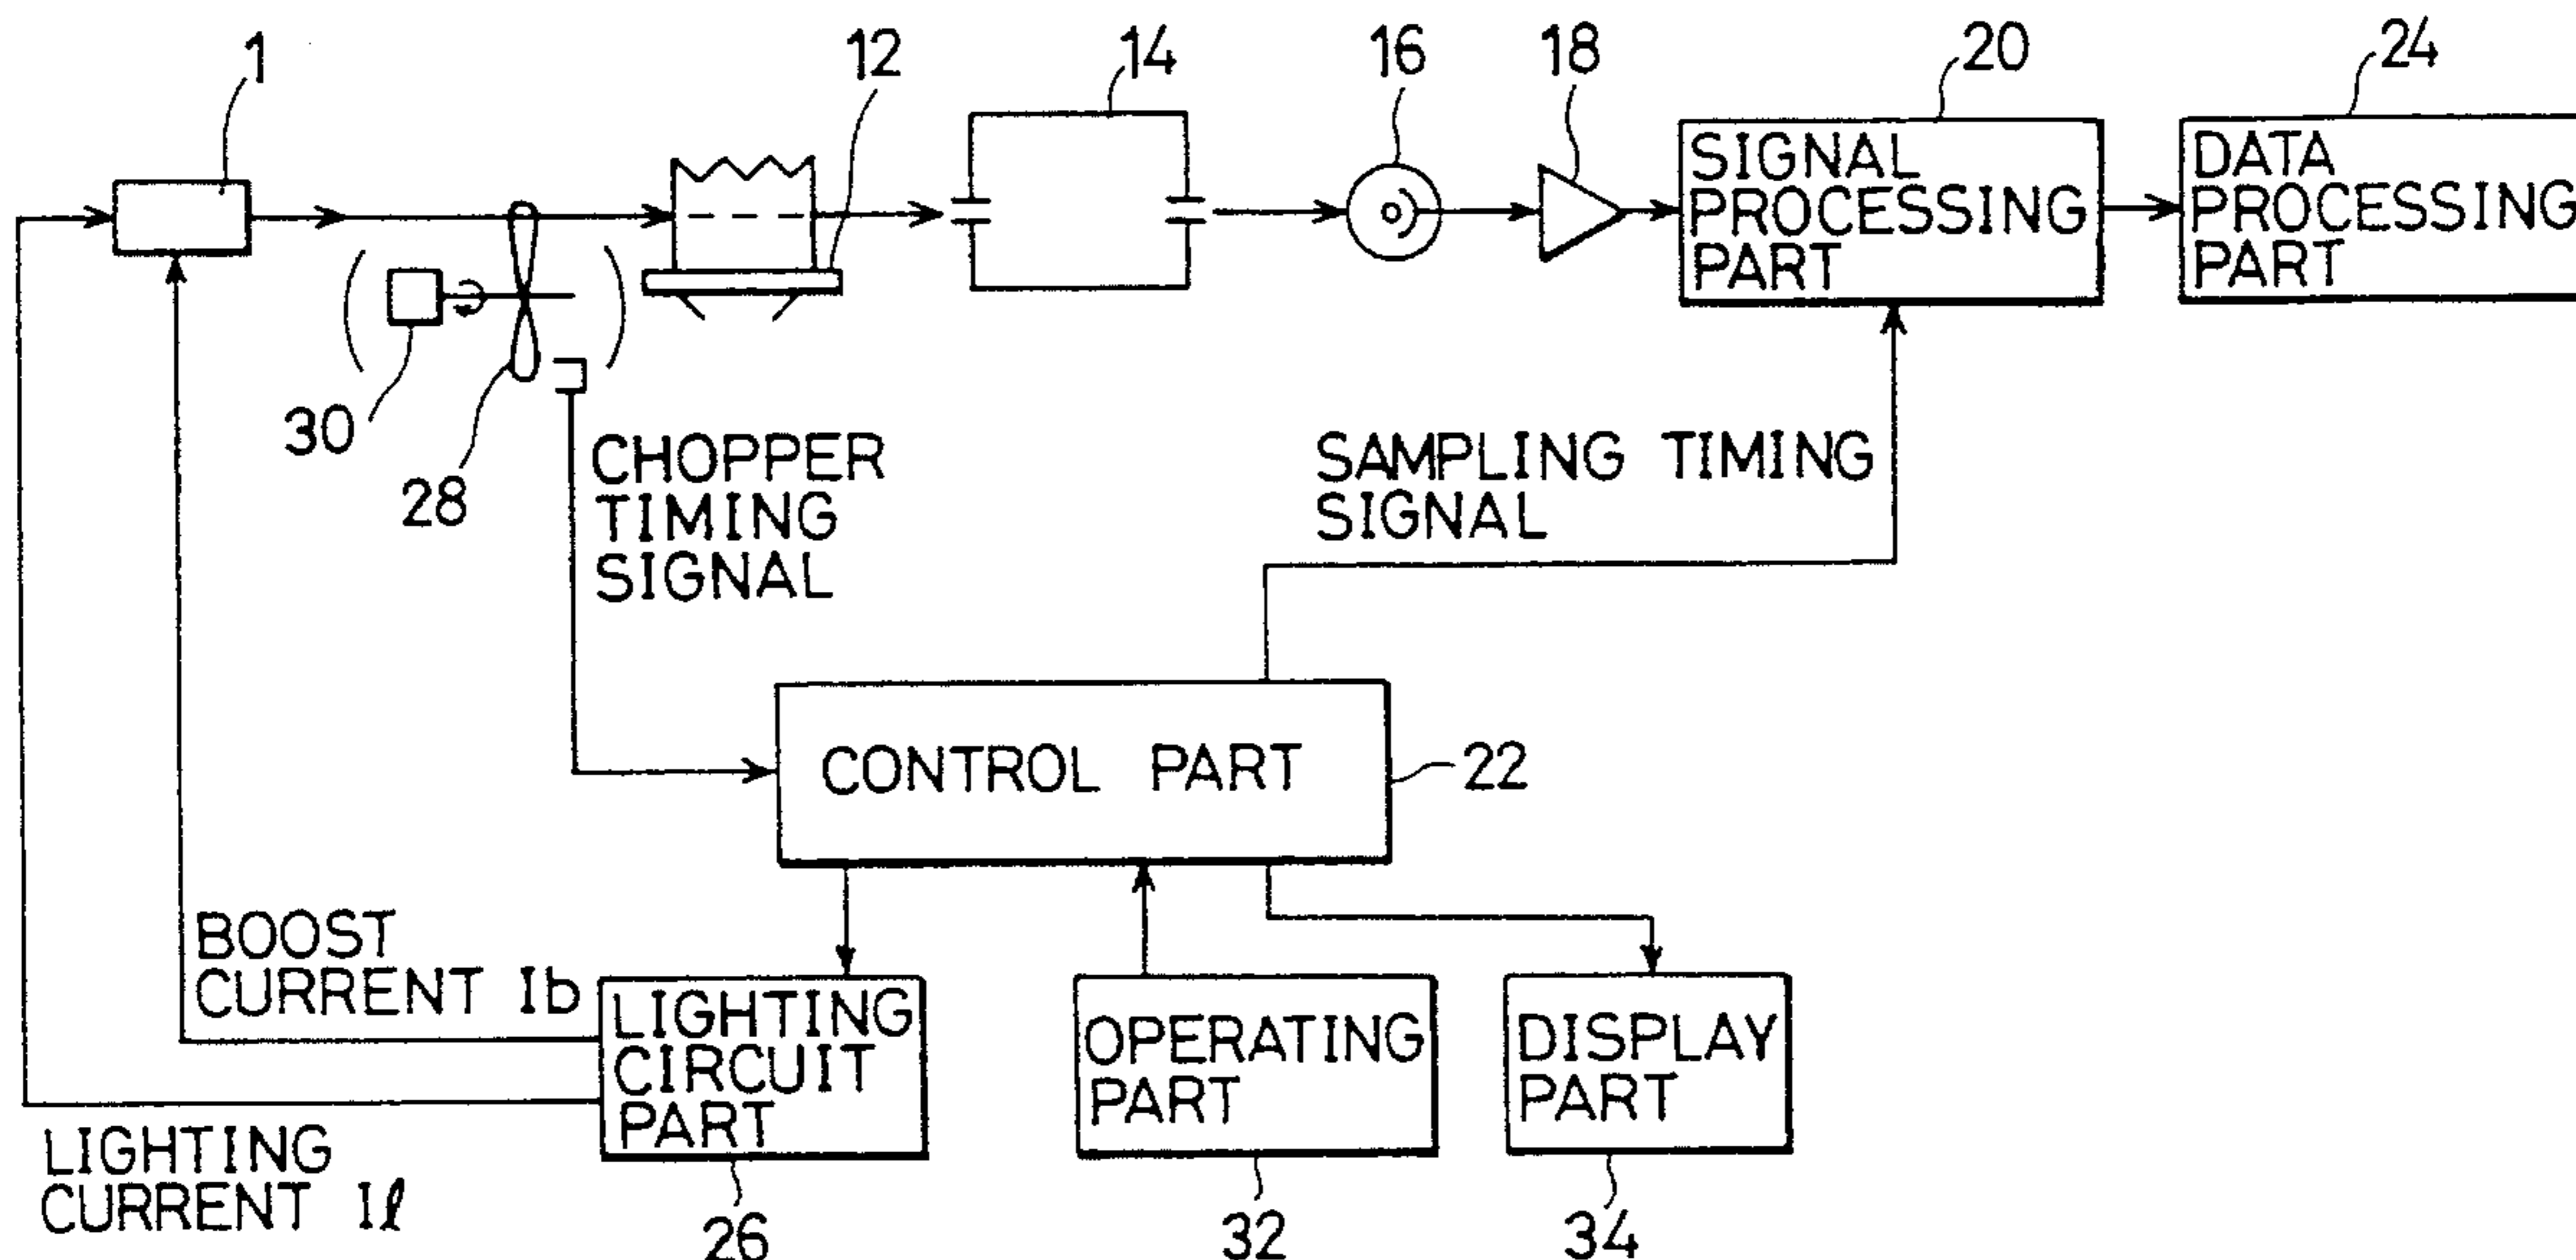 1
12
14
16
18
20
24
SIGNAL
PROCESSING
PART
DATA
PROCESSING
PART
30
28
CHOPPER
TIMING
SIGNAL
SAMPLING TIMING
SIGNAL
CONTROL PART
22
BOOST
CURRENT Ib
LIGHTING
CIRCUIT
PART
OPERATING
PART
DISPLAY
PART
LIGHTING
CURRENT Iℓ
26
32
34